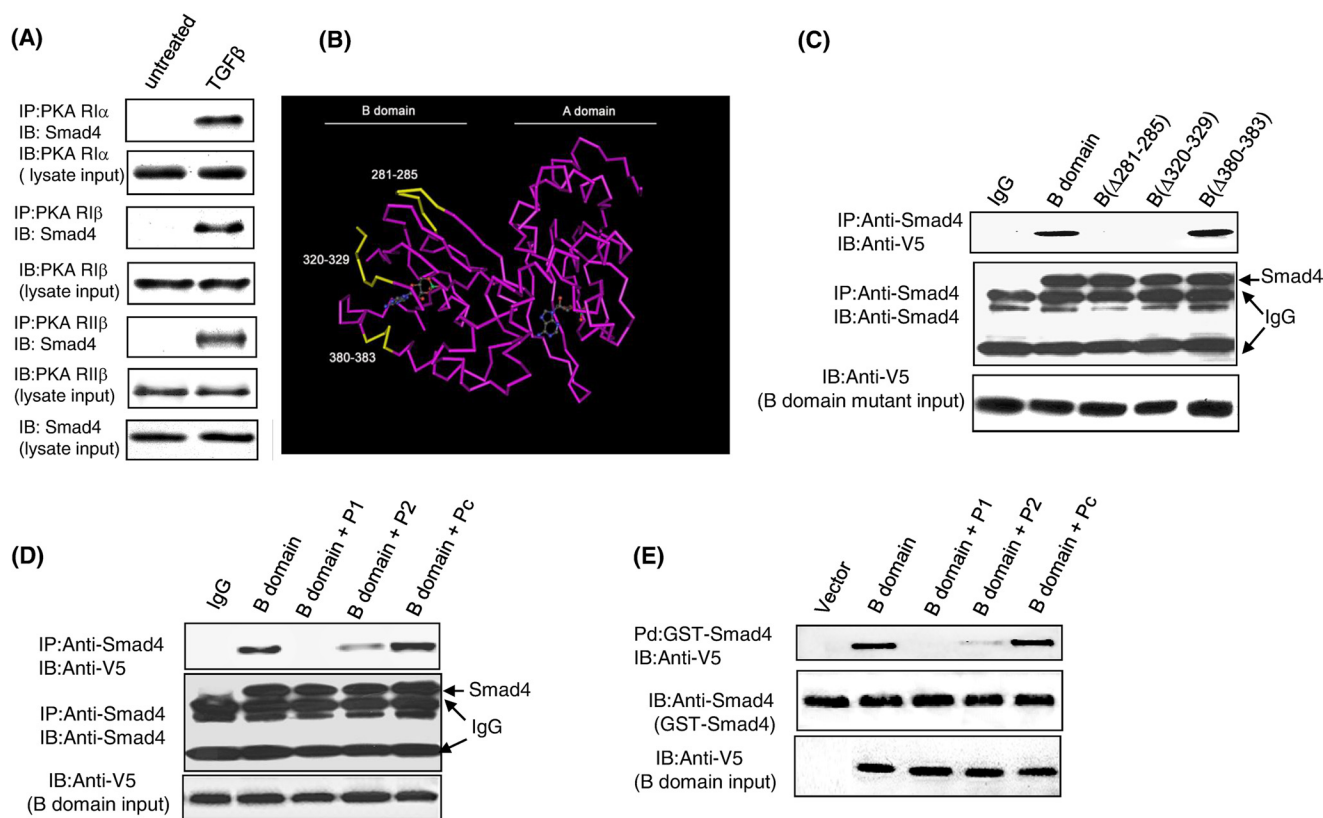 (A)
untreated
TGFβ
IP:PKA RIα
IB: Smad4
IB:PKA RIα
( lysate input)
IP:PKA RIβ
IB: Smad4
IB:PKA RIβ
(lysate input)
IP:PKA RIIβ
IB: Smad4
IB:PKA RIIβ
(lysate input)
IB: Smad4
(lysate input)
(B)
B domain
A domain
281-285
320-329
380-383
(C)
IgG
B domain
B(Δ281-285)
B(Δ320-329)
B(Δ380-383)
IP:Anti-Smad4
IB:Anti-V5
IP:Anti-Smad4
IB:Anti-Smad4
Smad4
IgG
IB:Anti-V5
(B domain mutant input)
(D)
IgG
B domain
B domain + P1
B domain + P2
B domain + Pc
IP:Anti-Smad4
IB:Anti-V5
IP:Anti-Smad4
IB:Anti-Smad4
Smad4
IgG
IB:Anti-V5
(B domain input)
(E)
Vector
B domain
B domain + P1
B domain + P2
B domain + Pc
Pd:GST-Smad4
IB:Anti-V5
IB:Anti-Smad4
(GST-Smad4)
IB:Anti-V5
(B domain input)